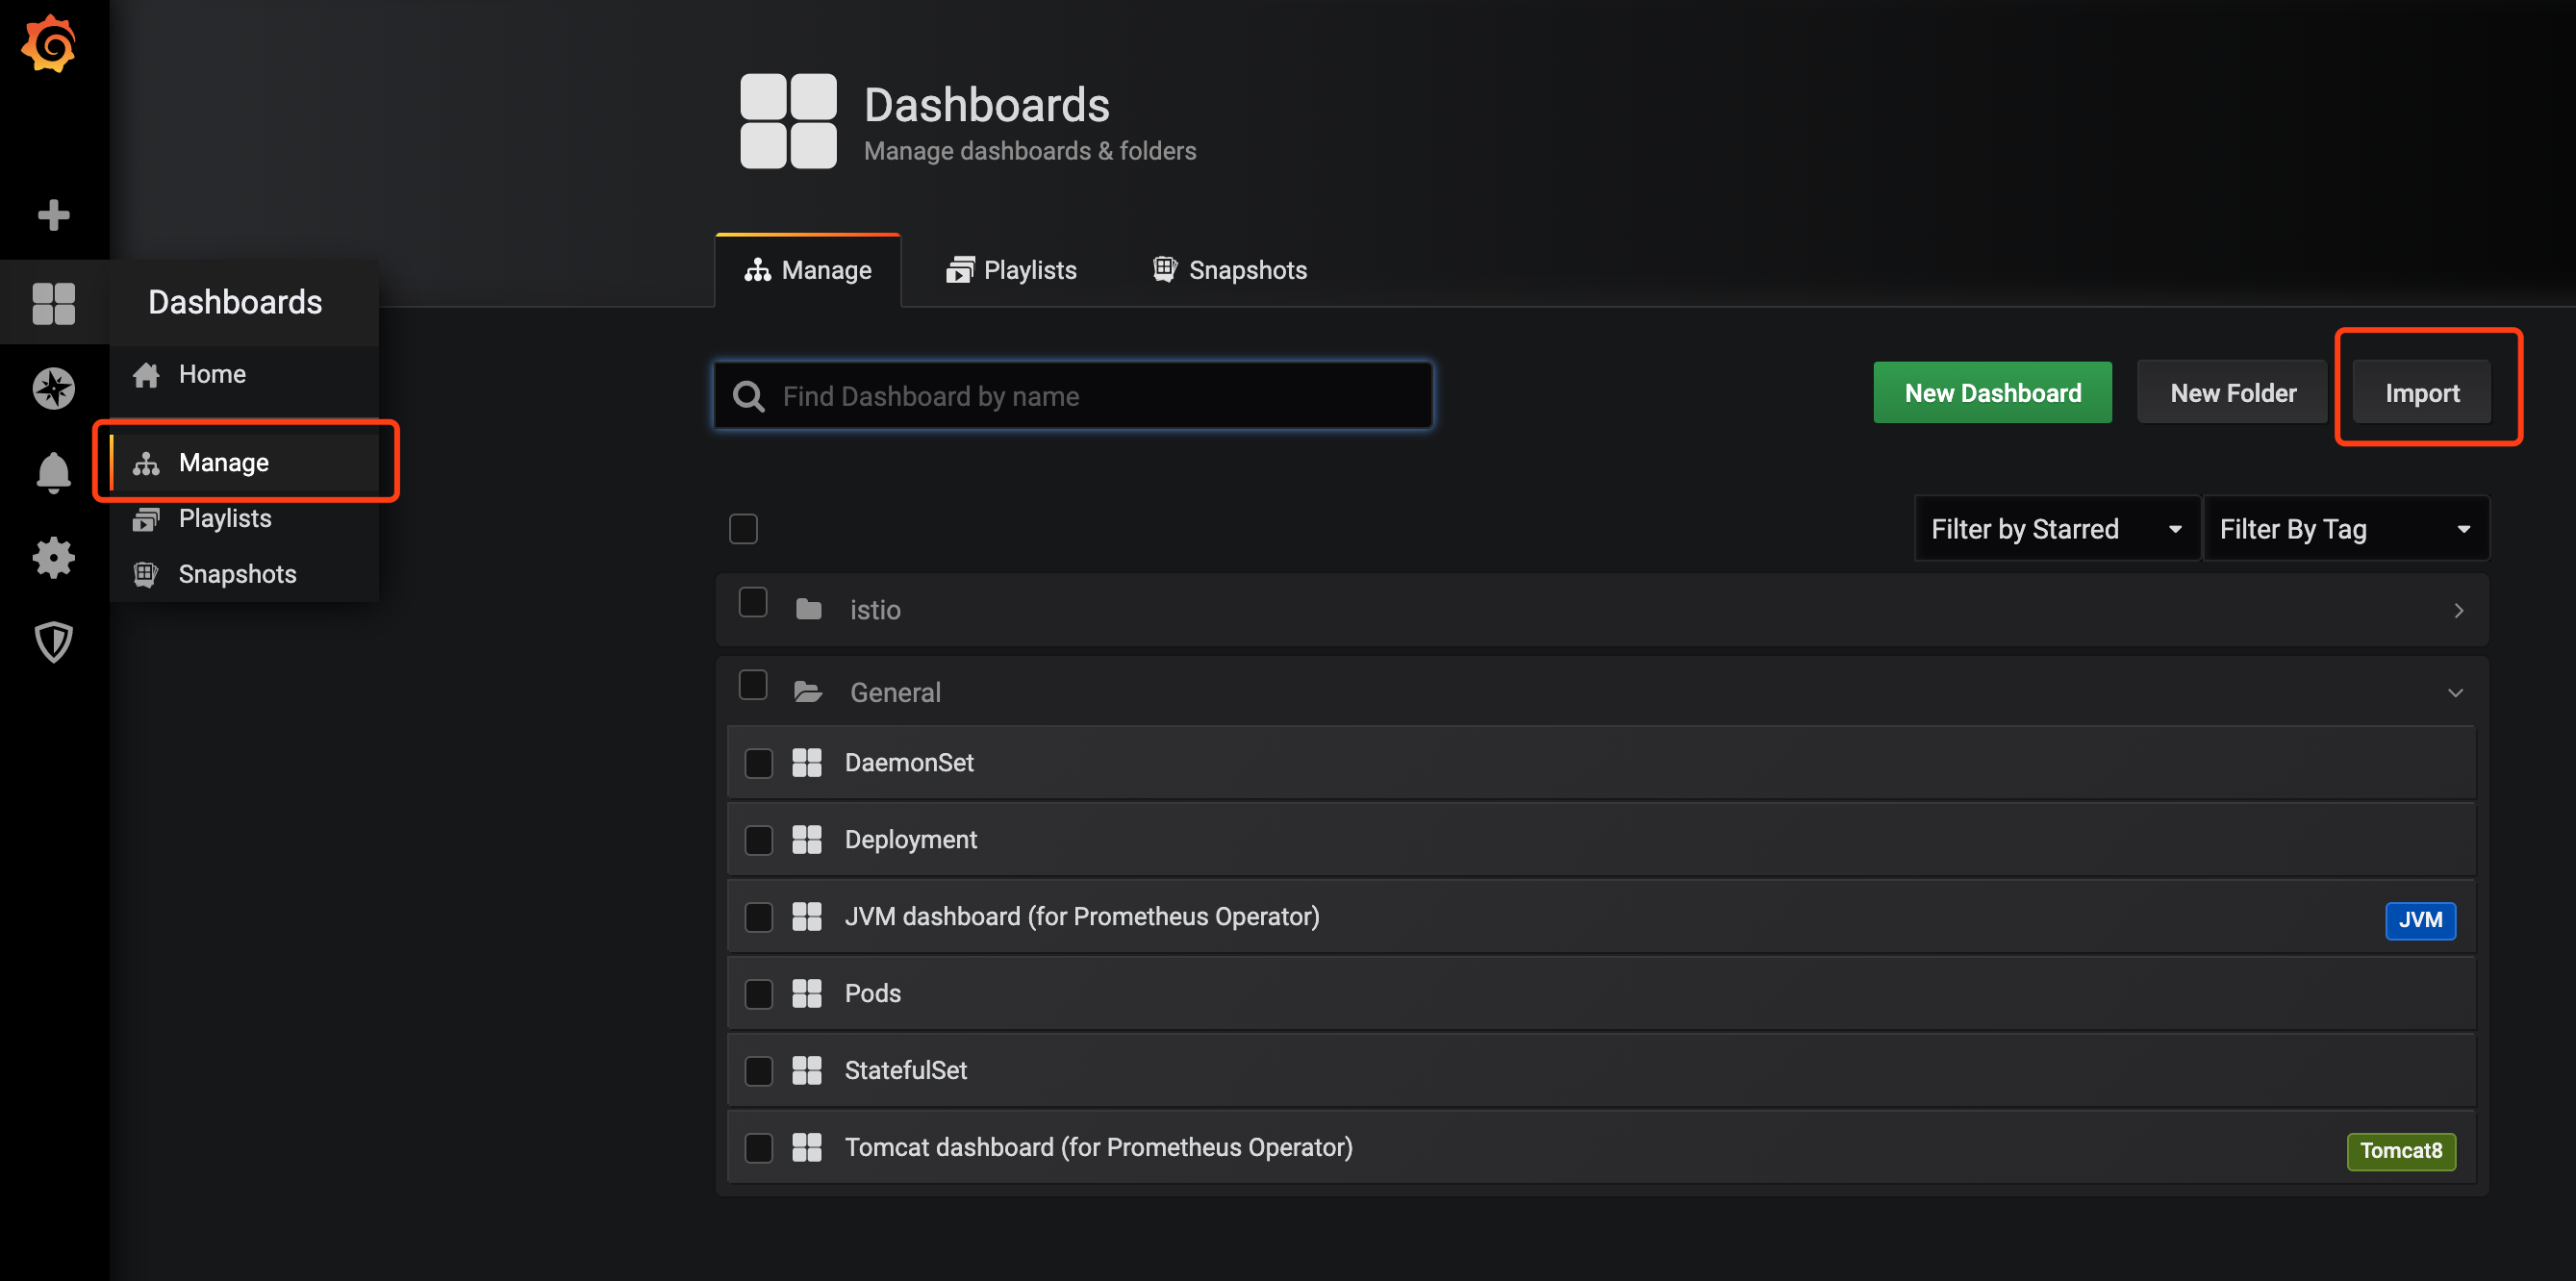 Dashboards
Manage dashboards & folders
Manage
Playlists
Snapshots
Dashboards
Home
Manage
Playlists
Snapshots
Find Dashboard by name
New Dashboard
New Folder
Import
Filter by Starred
Filter By Tag
istio
General
DaemonSet
Deployment
JVM dashboard (for Prometheus Operator)
JVM
Pods
StatefulSet
Tomcat dashboard (for Prometheus Operator)
Tomcat8